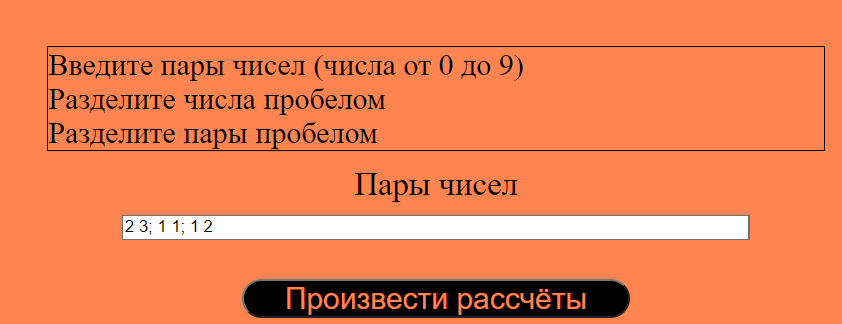 Введите пары чисел (числа от 0 до 9)
Разделите числа пробелом
Разделите пары пробелом
Пары чисел
2 3; 1 1; 1 2
Произвести рассчёты